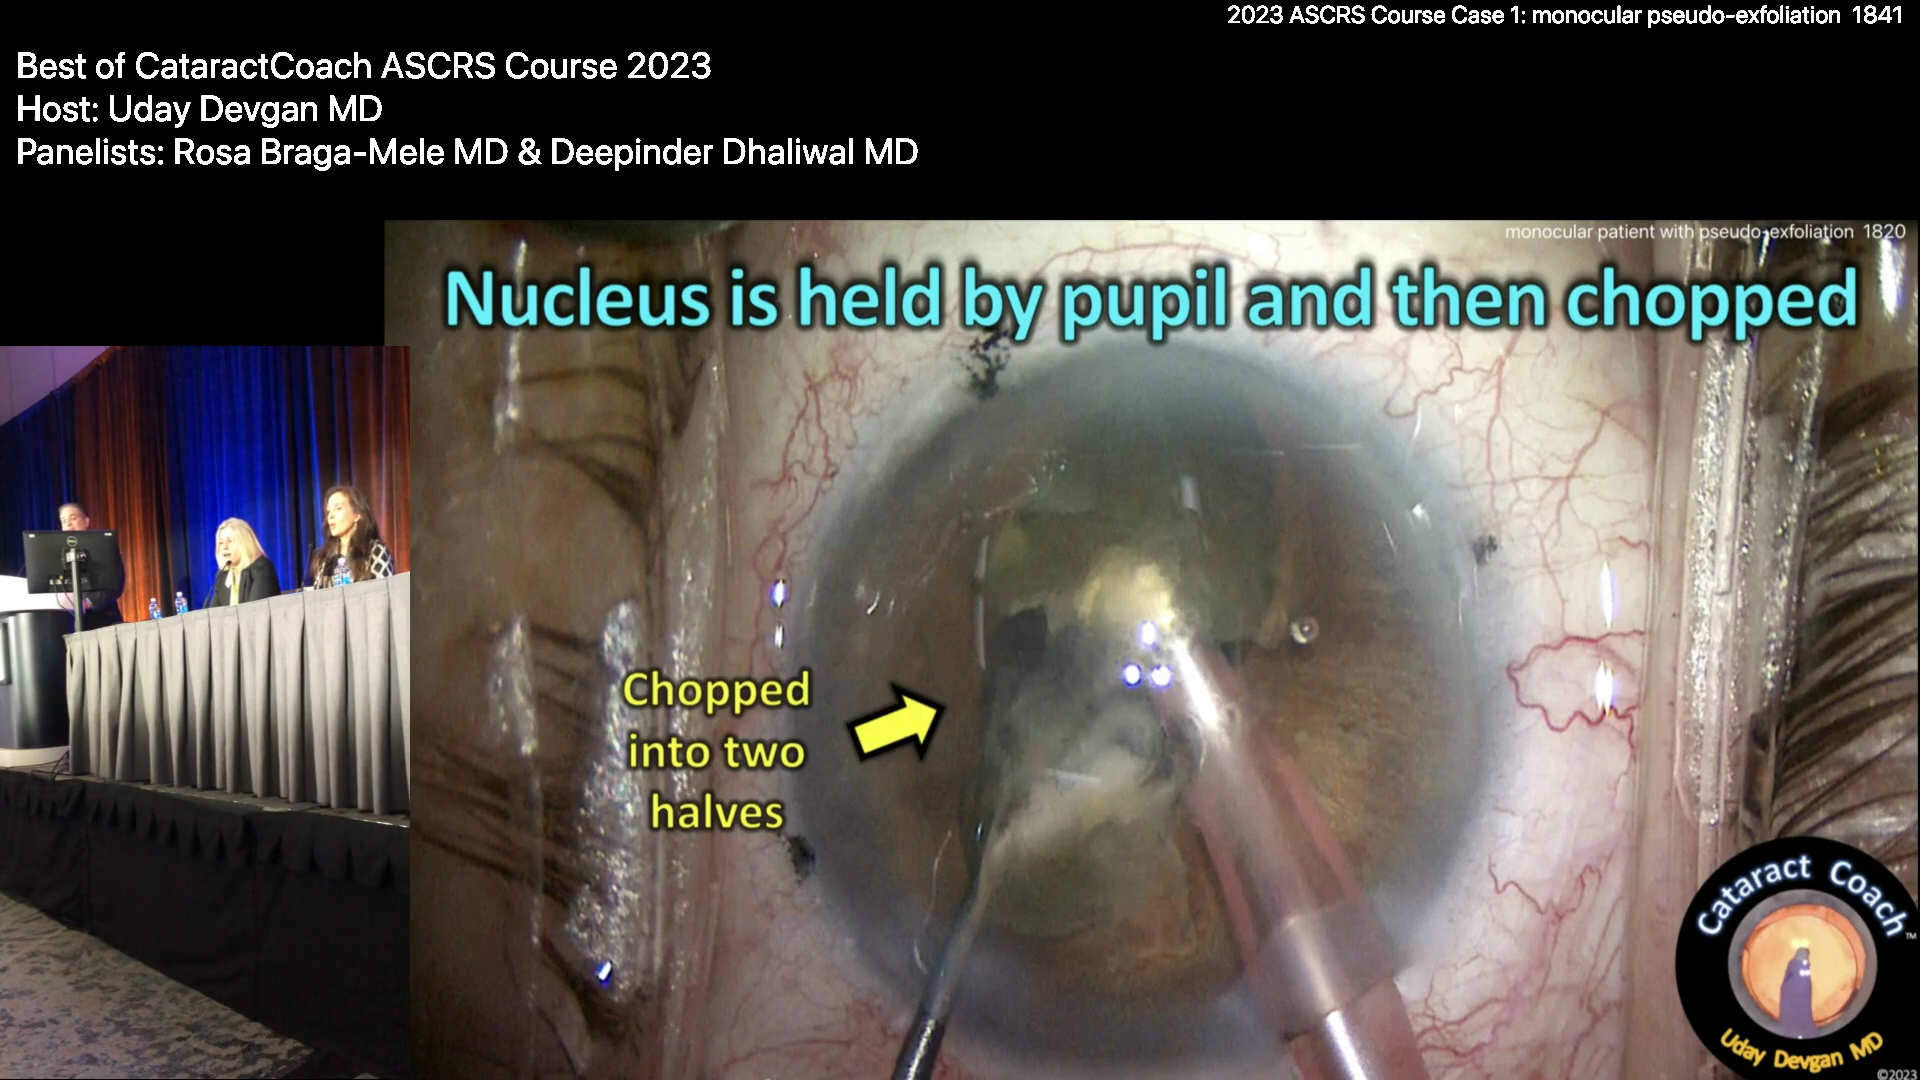 2023 ASCRS Course Case 1: monocular pseudo-exfoliation 1841
Best of CataractCoach ASCRS Course 2023
Host: Uday Devgan MD
Panelists: Rosa Braga-Mele MD & Deepinder Dhaliwal MD
monocular patient with pseudo-exfoliation 1820
Nucleus is held by pupil and then chopped
Chopped
into two
halves
Cataract Coach™
Uday Devgan MD
©2023